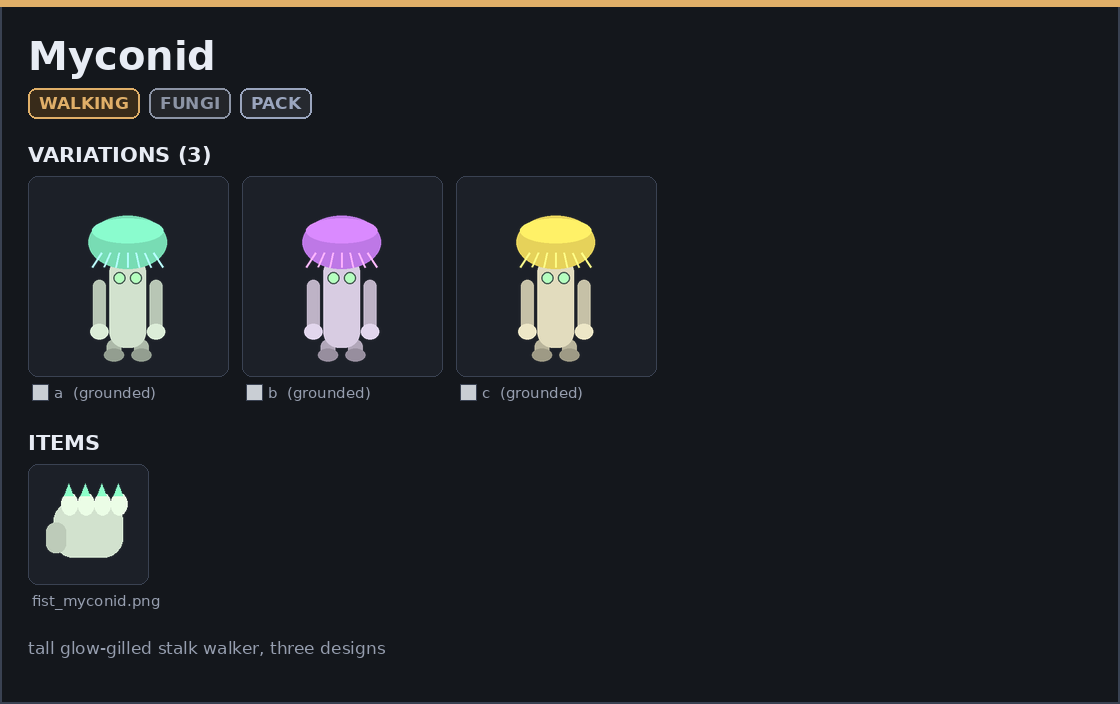 Myconid
WALKING FUNGI PACK
VARIATIONS (3)
a (grounded) b (grounded) c (grounded)
ITEMS
fist_myconid.png
tall glow-gilled stalk walker, three designs